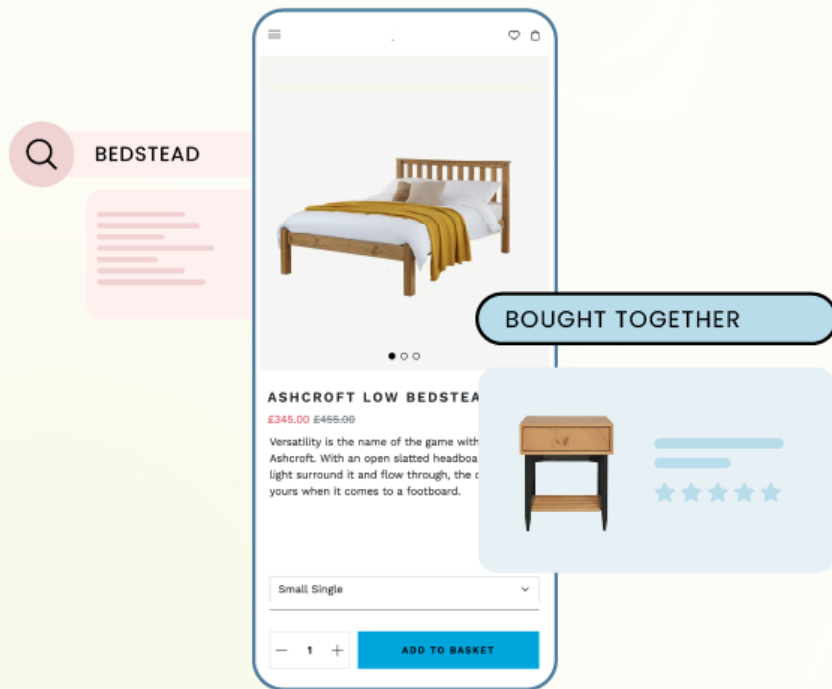 BEDSTEAD
ASHCROFT LOW
£345.00 £455.00
Versatility is the name of the game with
Ashcroft. With an open slatted
light surround it and flow through, the
yours when it comes to a footboard.
BOUGHT TOGETHER
Small Single
1
ADD TO BASKET